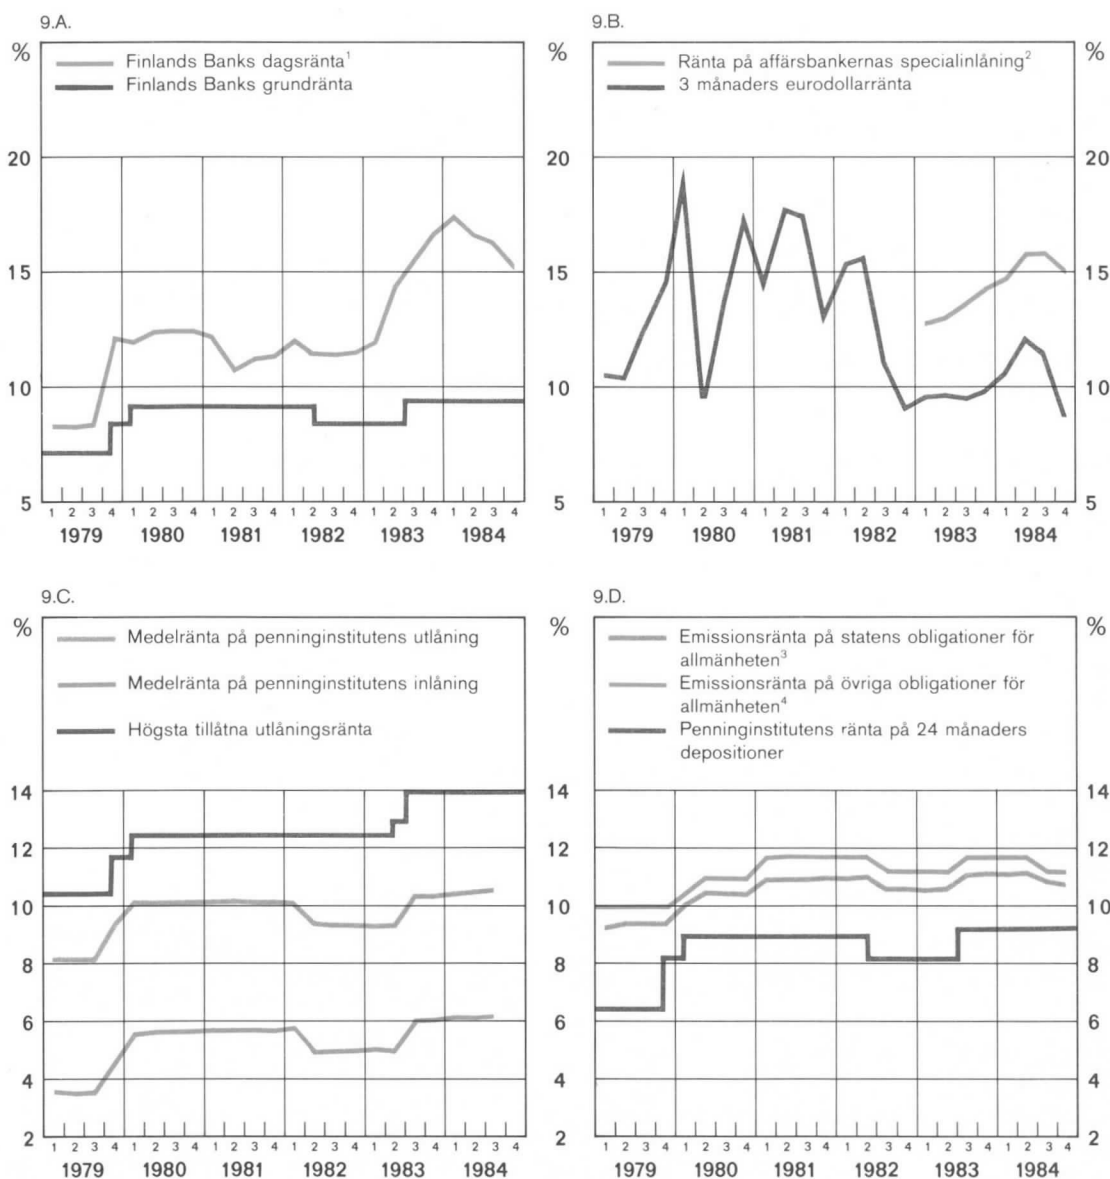 9.A.
%
Finlands Banks dagsränta¹
Finlands Banks grundränta
20
15
10
5
1 2 3 4 1 2 3 4 1 2 3 4 1 2 3 4 1 2 3 4 1 2 3 4
1979 1980 1981 1982 1983 1984
9.B.
% %
Ränta på affärsbankernas specialinlåning²
3 månaders eurodollarränta
20 20
15 15
10 10
5 5
1 2 3 4 1 2 3 4 1 2 3 4 1 2 3 4 1 2 3 4 1 2 3 4
1979 1980 1981 1982 1983 1984
9.C.
%
Medelränta på penninginstitutens utlåning
Medelränta på penninginstitutens inlåning
Högsta tillåtna utlåningsränta
14
12
10
8
6
4
2
1 2 3 4 1 2 3 4 1 2 3 4 1 2 3 4 1 2 3 4 1 2 3 4
1979 1980 1981 1982 1983 1984
9.D.
% %
Emissionsränta på statens obligationer för
allmänheten³
Emissionsränta på övriga obligationer för
allmänheten⁴
Penninginstitutens ränta på 24 månaders
depositioner
14 14
12 12
10 10
8 8
6 6
4 4
2 2
1 2 3 4 1 2 3 4 1 2 3 4 1 2 3 4 1 2 3 4 1 2 3 4
1979 1980 1981 1982 1983 1984